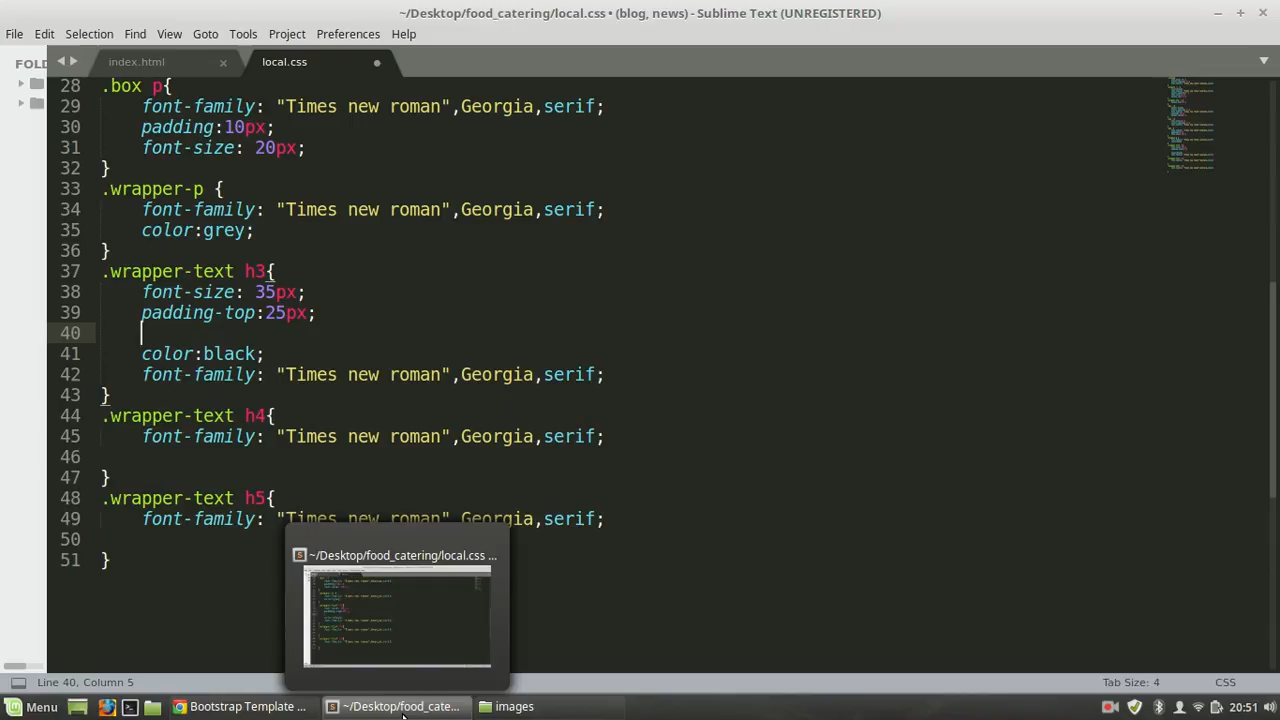 ~/Desktop/food_catering/local.css • (blog, news) - Sublime Text (UNREGISTERED)
File Edit Selection Find View Goto Tools Project Preferences Help
FOLD
index.html
local.css
28 .box p{
29 font-family: "Times new roman",Georgia,serif;
30 padding:10px;
31 font-size: 20px;
32 }
33 .wrapper-p {
34 font-family: "Times new roman",Georgia,serif;
35 color:grey;
36 }
37 .wrapper-text h3{
38 font-size: 35px;
39 padding-top:25px;
40
41 color:black;
42 font-family: "Times new roman",Georgia,serif;
43 }
44 .wrapper-text h4{
45 font-family: "Times new roman",Georgia,serif;
46
47 }
48 .wrapper-text h5{
49 font-family: "Times new roman",Georgia,serif;
50
51 }
~/Desktop/food_catering/local.css ...
Line 40, Column 5
Tab Size: 4
CSS
Menu
Bootstrap Template ...
~/Desktop/food_cate...
images
20:51